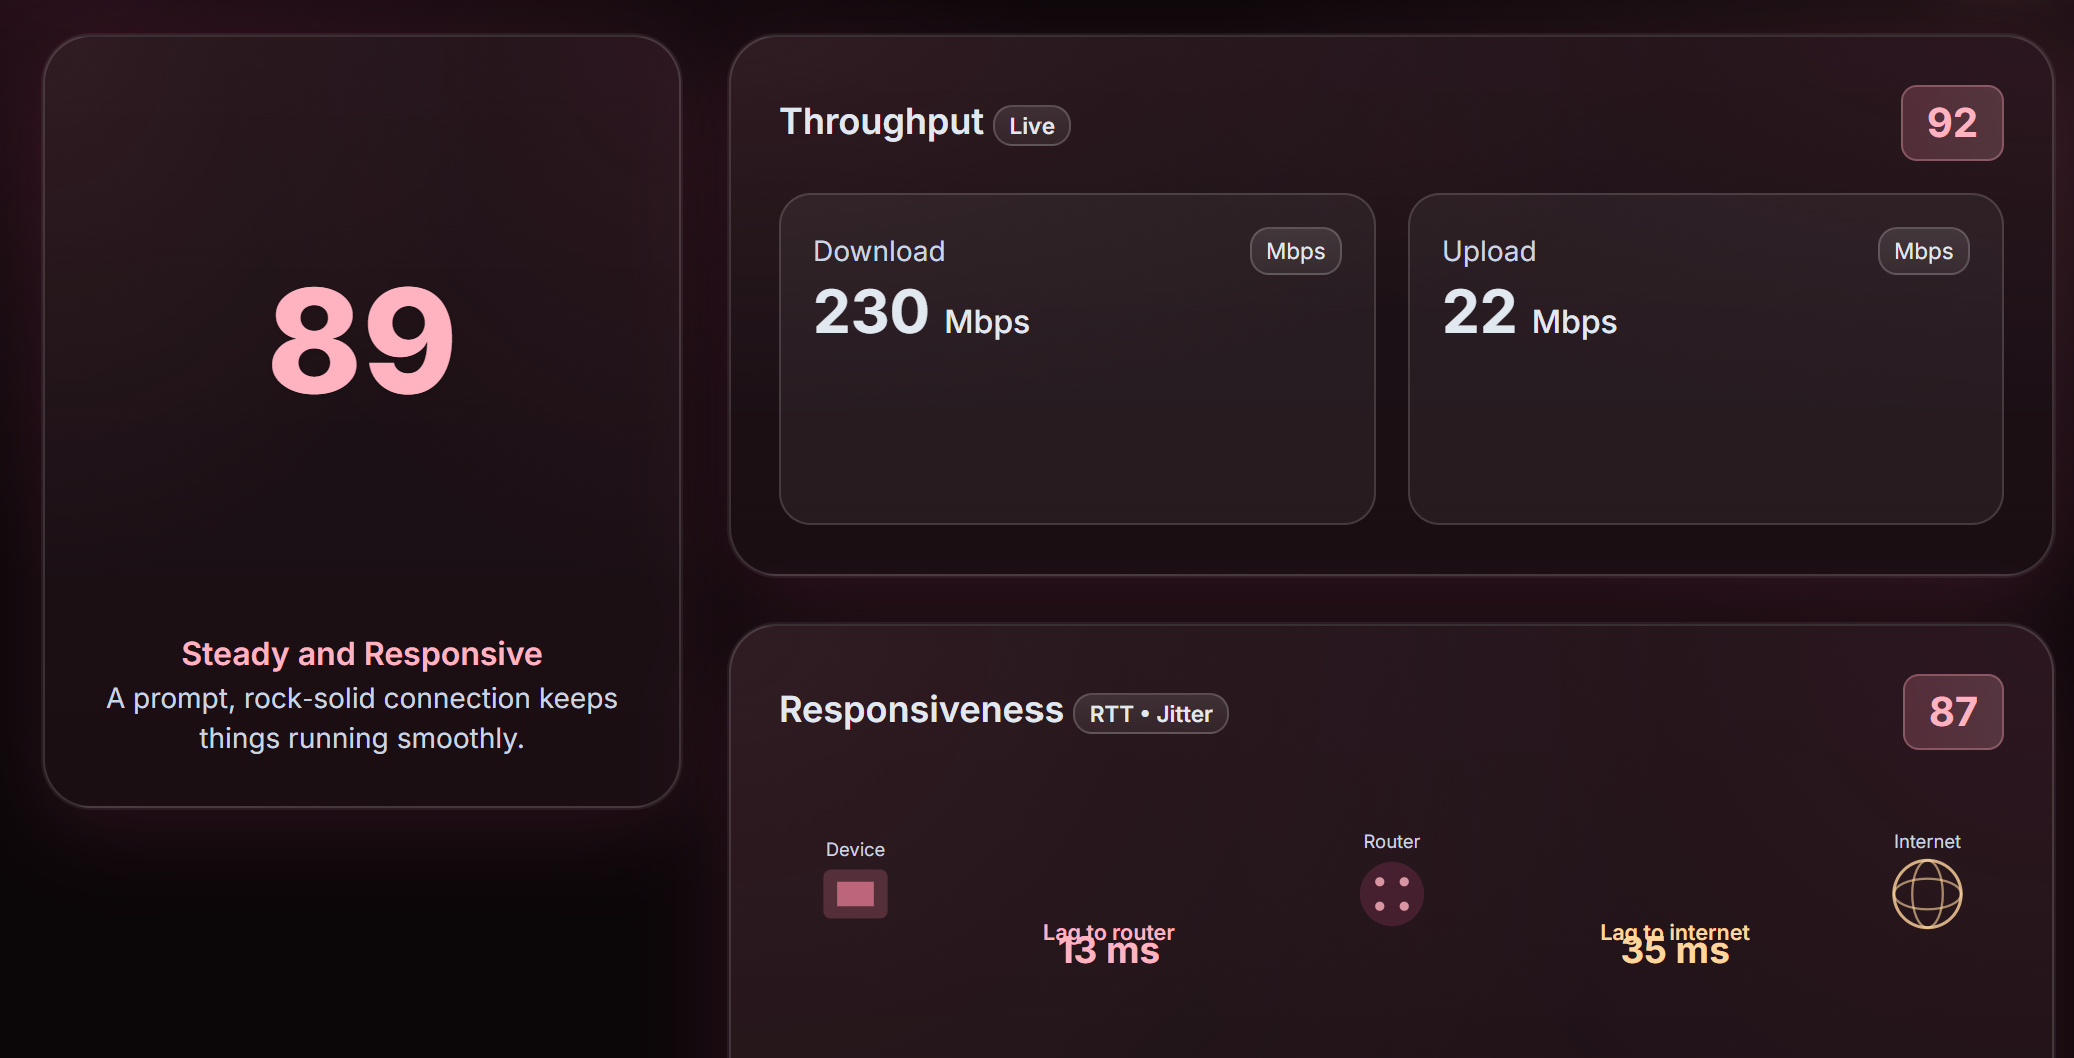 89
Steady and Responsive
A prompt, rock-solid connection keeps
things running smoothly.
Throughput Live
92
Download Mbps
230 Mbps
Upload Mbps
22 Mbps
Responsiveness RTT • Jitter
87
Device
Router
Internet
Lag to router
13 ms
Lag to internet
35 ms